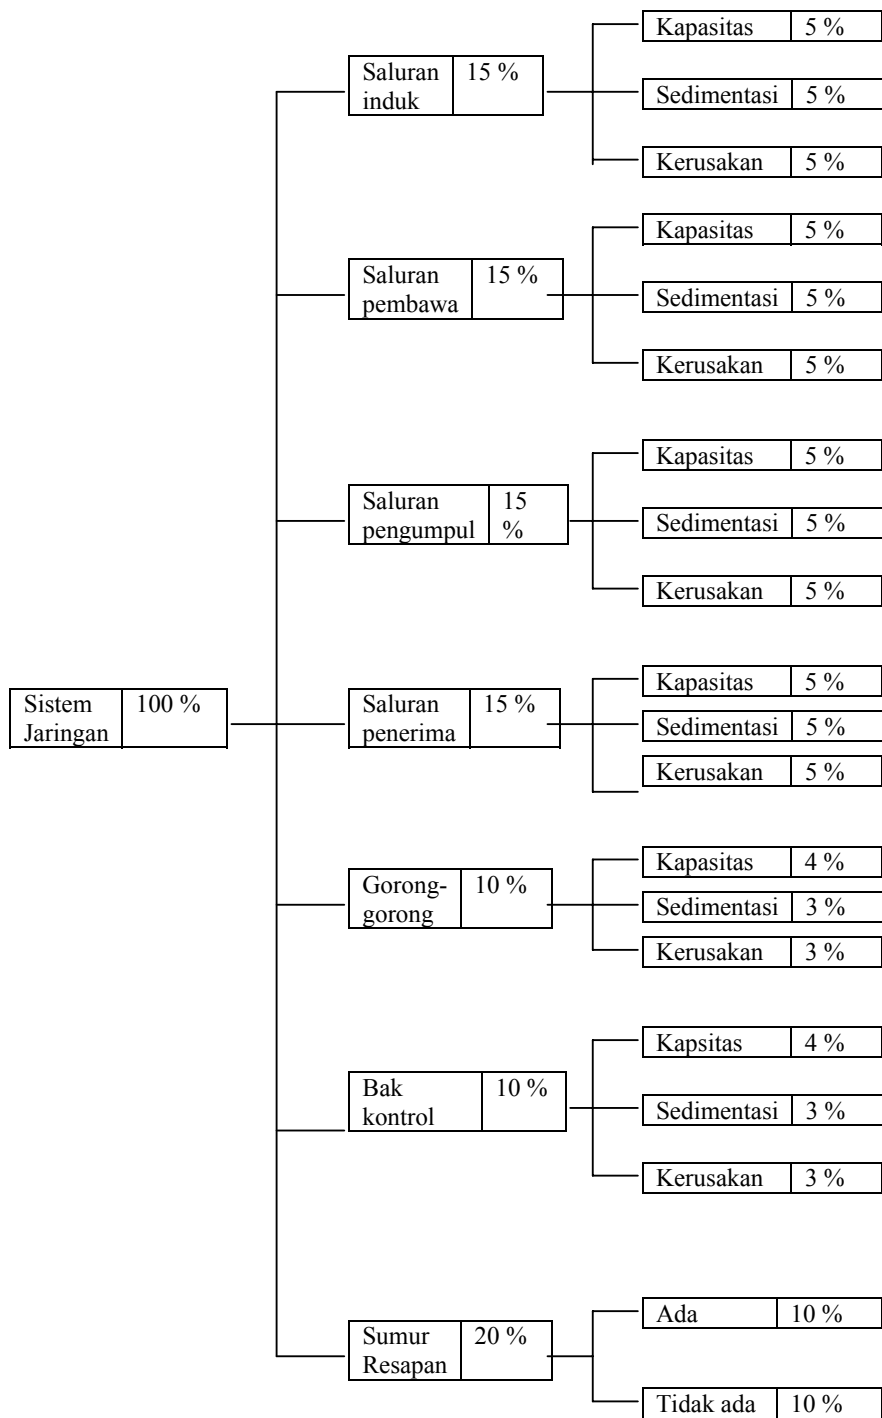 Kapasitas 5 %
Saluran 15 %
induk
Sedimentasi 5 %
Kerusakan 5 %
Kapasitas 5 %
Saluran 15 %
pembawa
Sedimentasi 5 %
Kerusakan 5 %
Kapasitas 5 %
Saluran 15
pengumpul %
Sedimentasi 5 %
Kerusakan 5 %
Sistem 100 %
Jaringan
Saluran 15 %
penerima
Kapasitas 5 %
Sedimentasi 5 %
Kerusakan 5 %
Gorong- 10 %
gorong
Kapasitas 4 %
Sedimentasi 3 %
Kerusakan 3 %
Kapsitas 4 %
Bak 10 %
kontrol
Sedimentasi 3 %
Kerusakan 3 %
Ada 10 %
Sumur 20 %
Resapan
Tidak ada 10 %